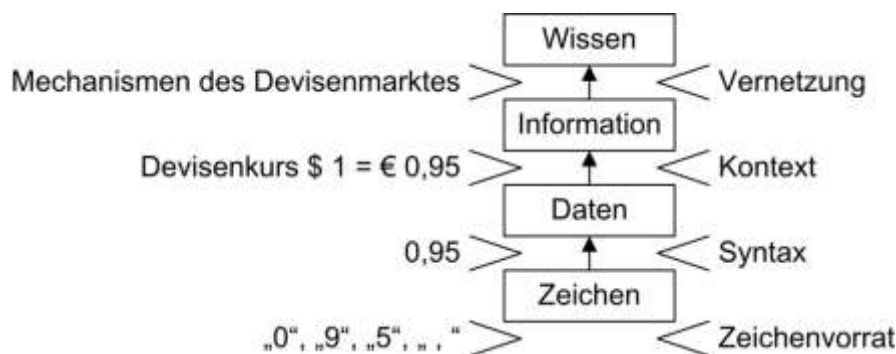 Wissen
Mechanismen des Devisenmarktes Vernetzung
Information
Devisenkurs $ 1 = € 0,95 Kontext
Daten
0,95 Syntax
Zeichen
„0“, „9“, „5“, „ , “ Zeichenvorrat